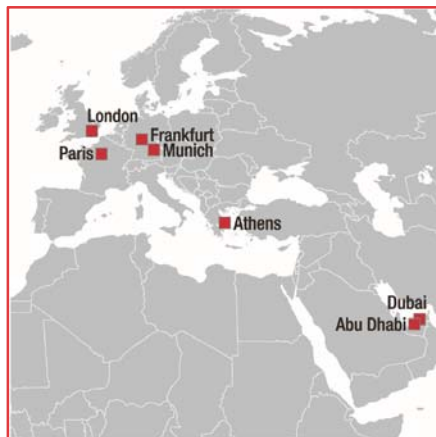 London
Frankfurt
Paris
Munich
Athens
Dubai
Abu Dhabi